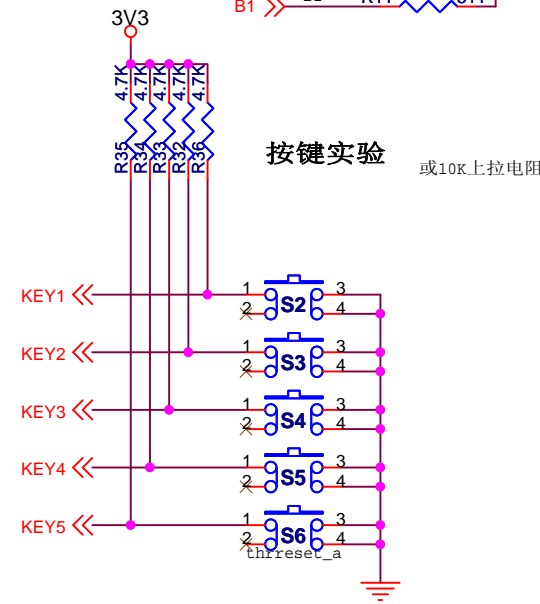 B1
3V3
4.7K 4.7K 4.7K 4.7K 4.7K
R35 R34 R33 R32 R36
按键实验
或10K上拉电阻
KEY1 1 2 S2 3 4
KEY2 1 2 S3 3 4
KEY3 1 2 S4 3 4
KEY4 1 2 S5 3 4
KEY5 1 2 S6 3 4
thrreset_a